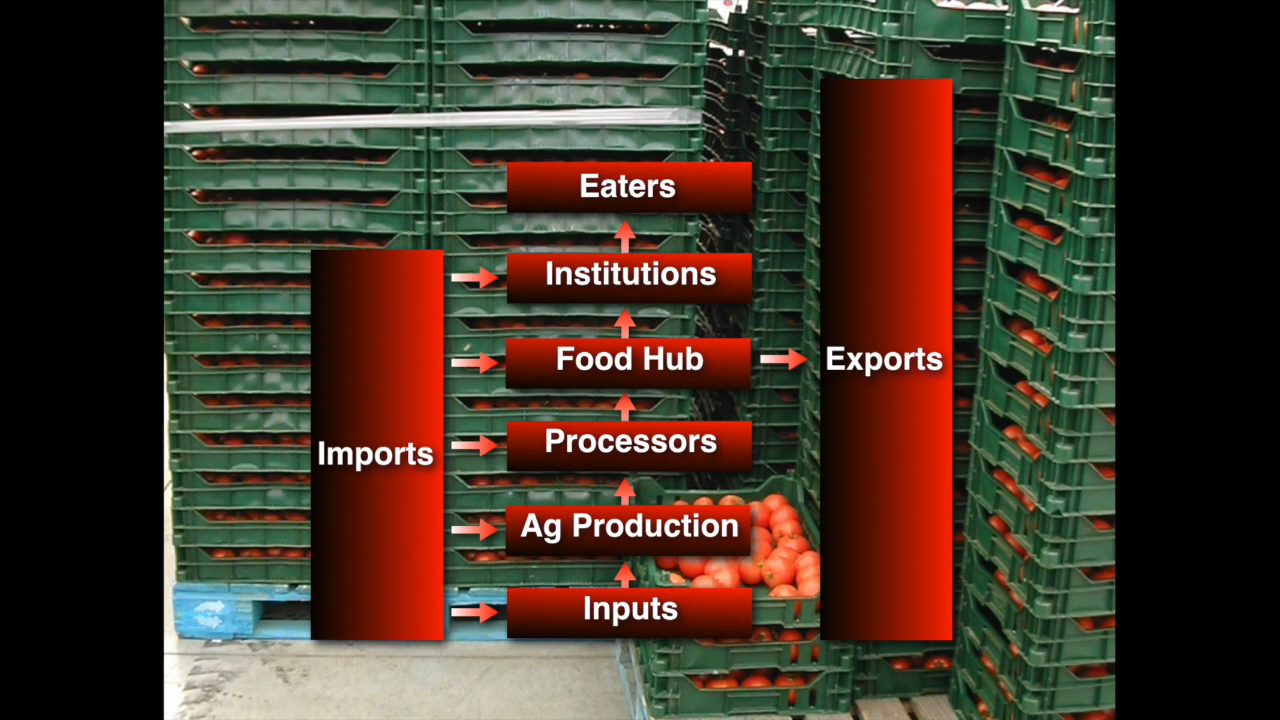 Eaters
Institutions
Food Hub
Exports
Processors
Imports
Ag Production
Inputs